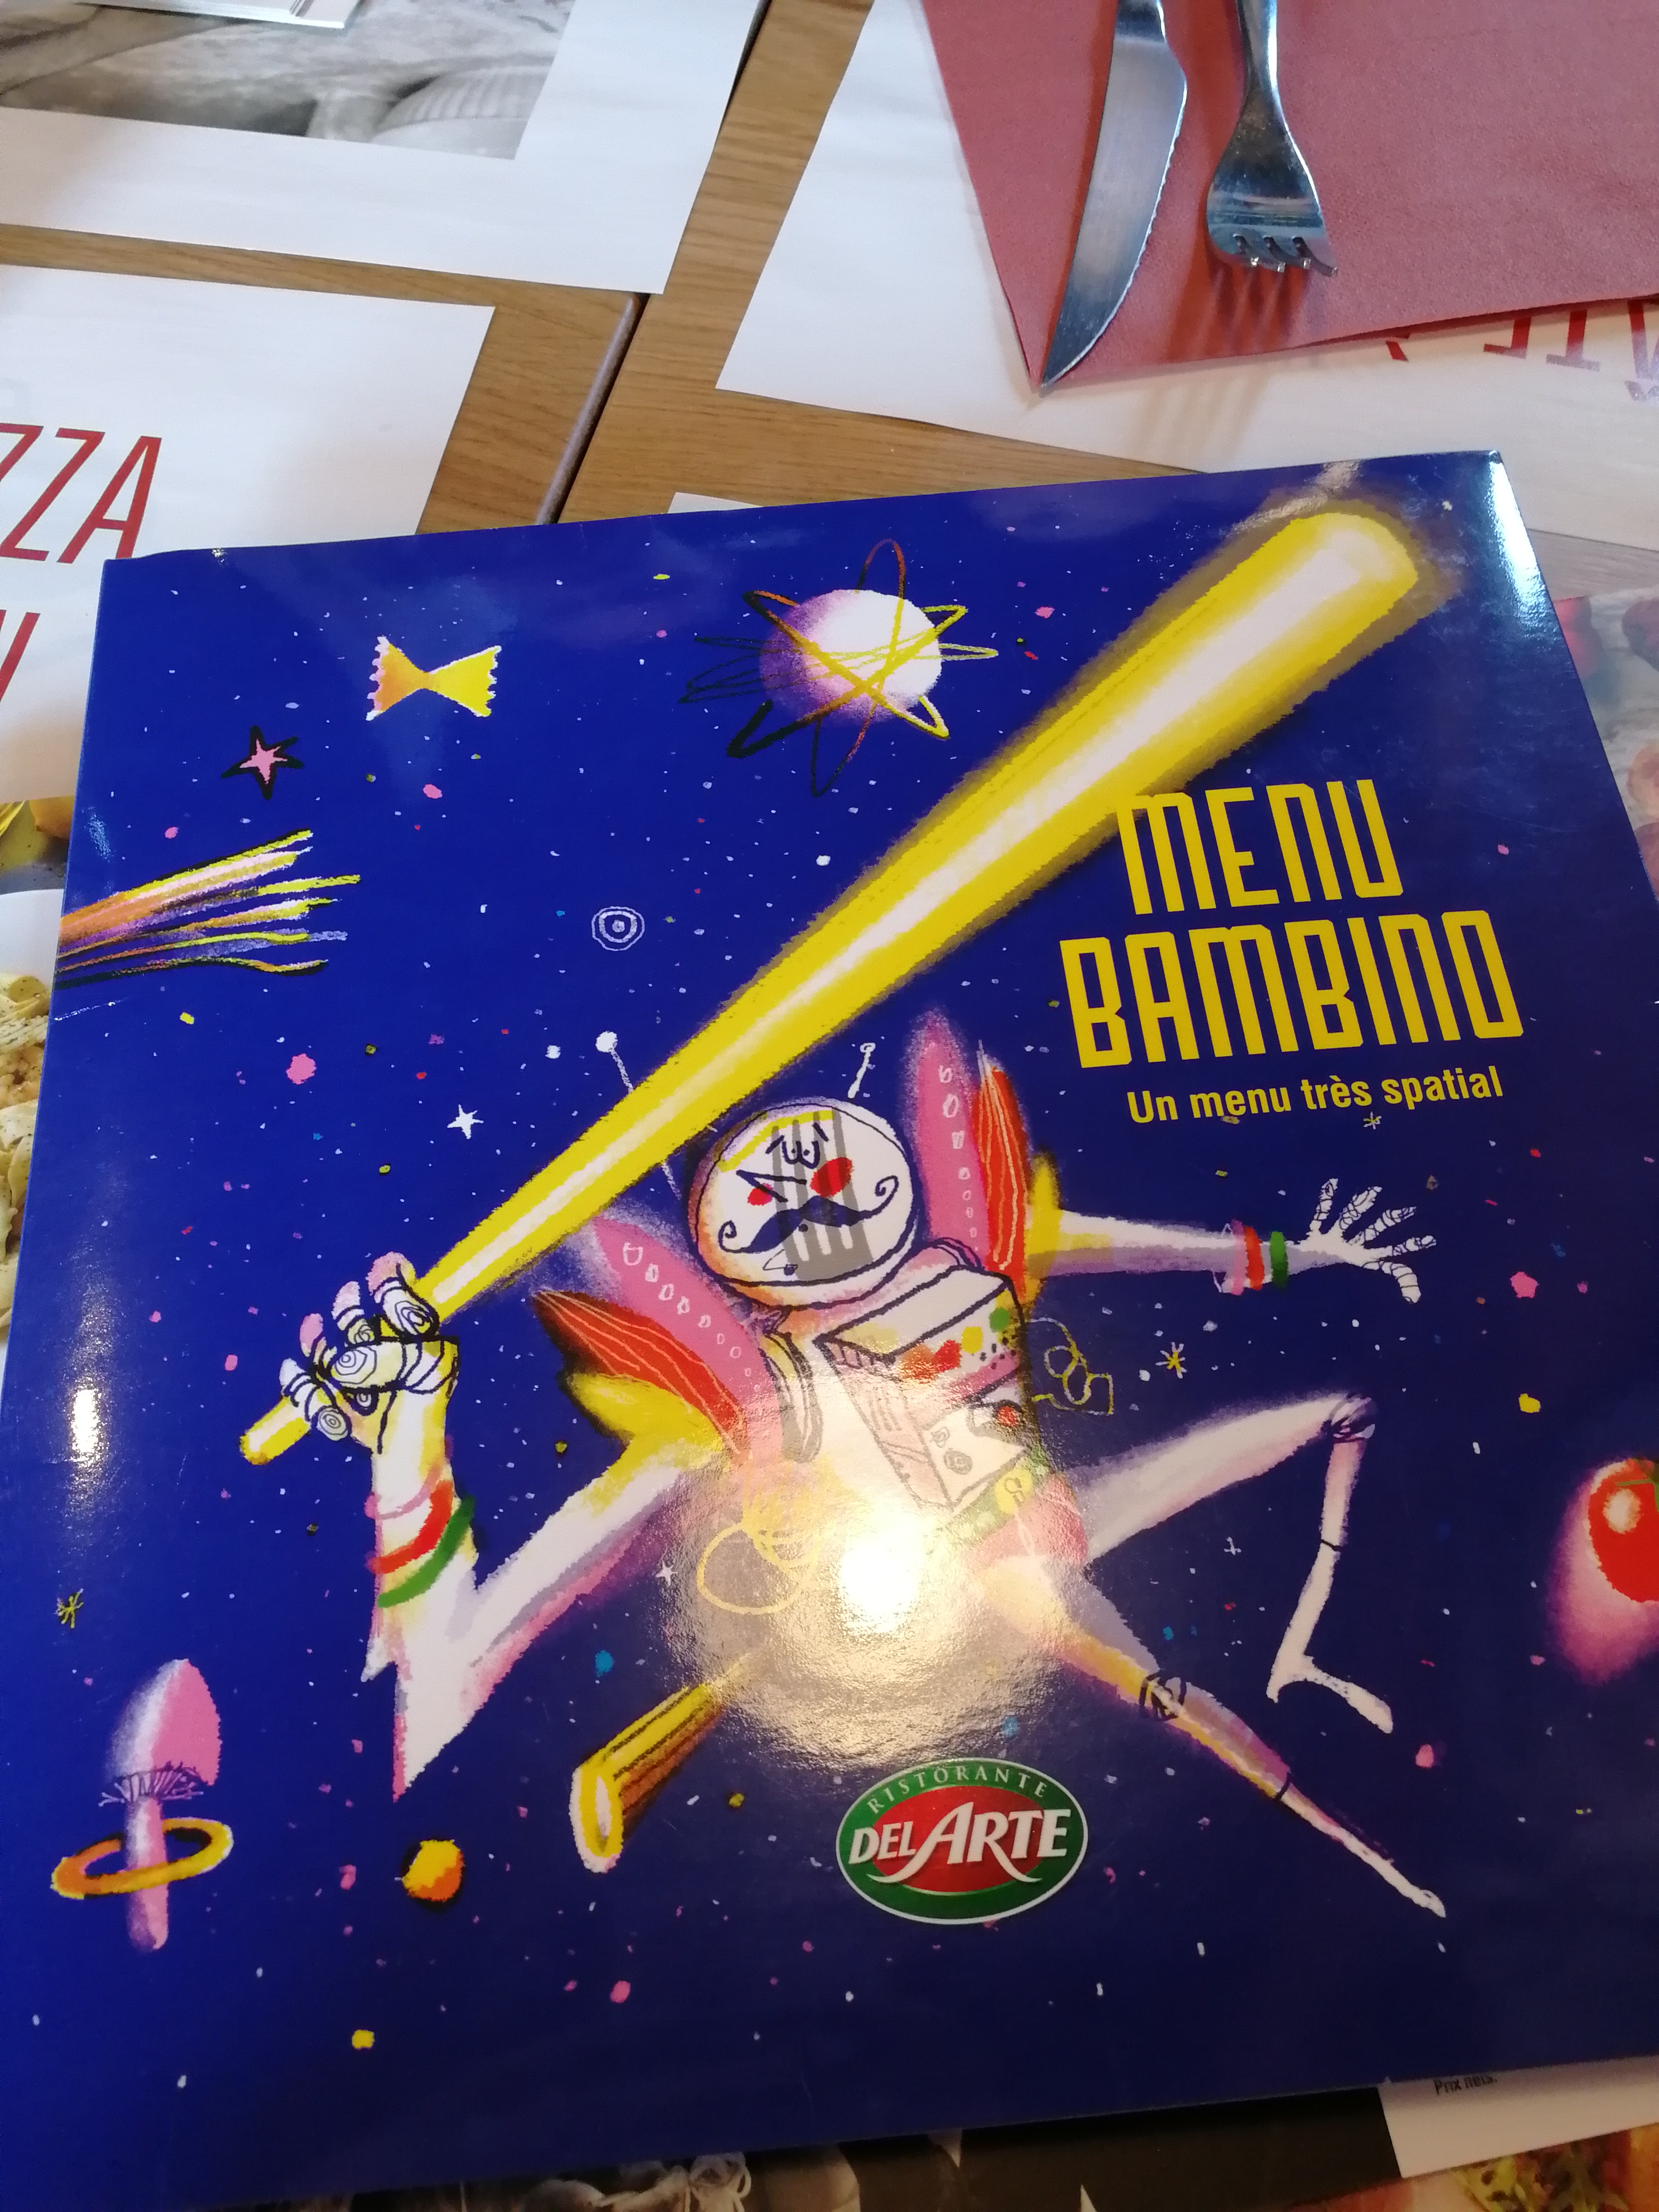 ZZA
MENU
BAMBINO
Un menu très spatial
RISTORANTE
DEL ARTE
Prix nets.